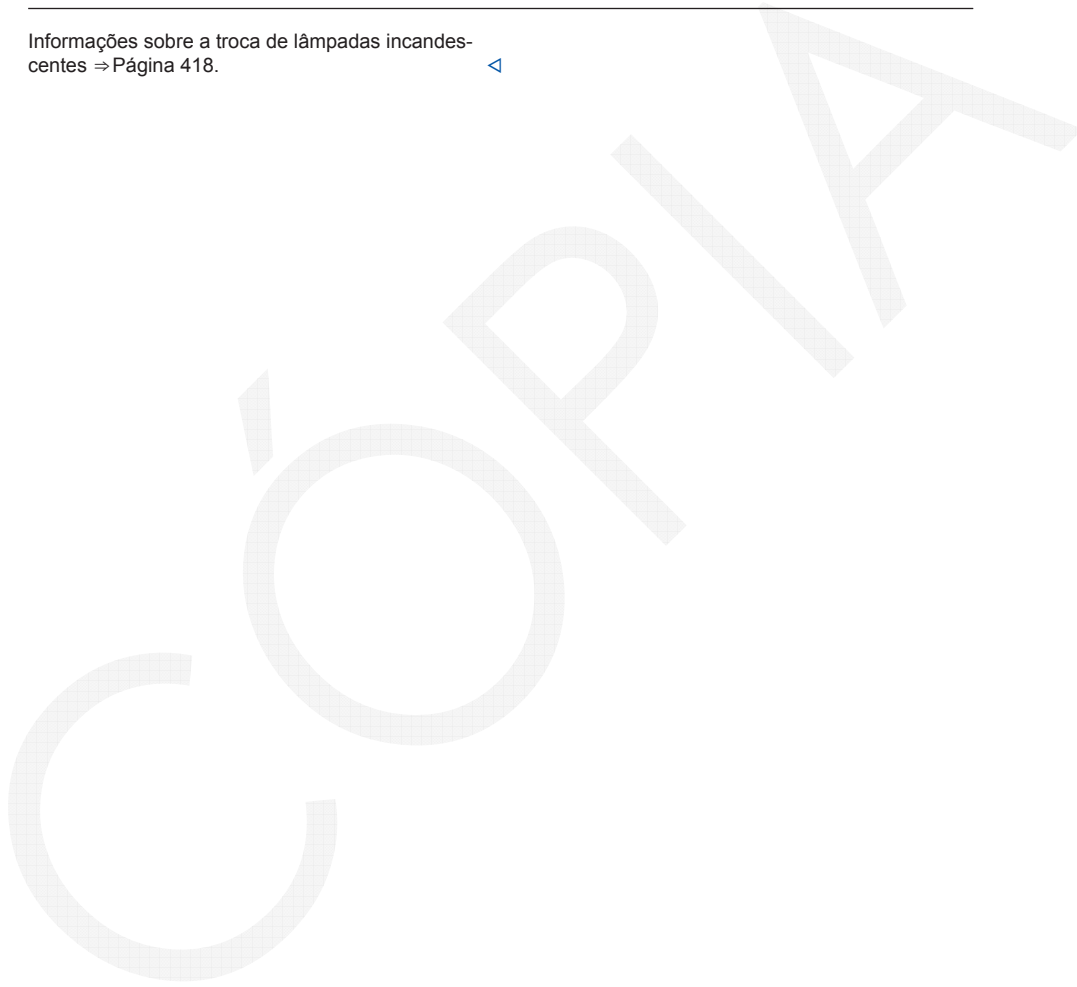 Informações sobre a troca de lâmpadas incandes-
centes ⇒Página 418. ◁
CÓPIA